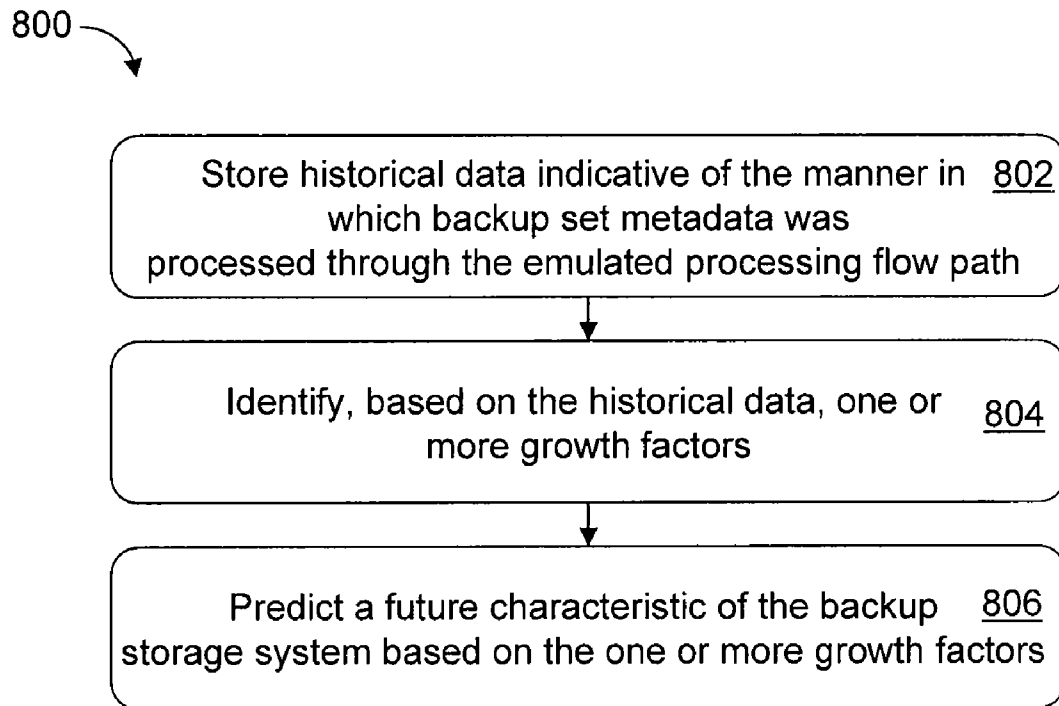 800
Store historical data indicative of the manner in 802
which backup set metadata was
processed through the emulated processing flow path
Identify, based on the historical data, one or 804
more growth factors
Predict a future characteristic of the backup 806
storage system based on the one or more growth factors